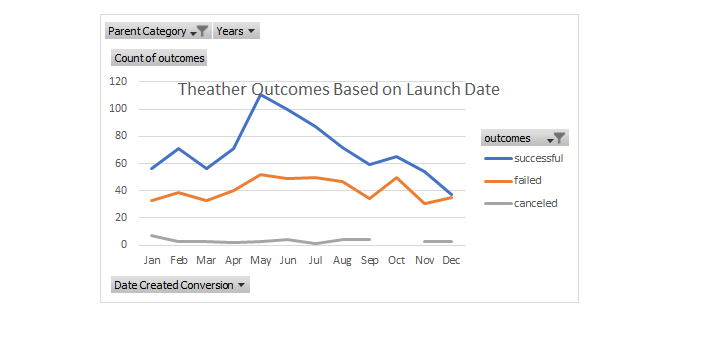 Parent Category Years
Count of outcomes
Theather Outcomes Based on Launch Date
120
100
80
60
40
20
0
Jan Feb Mar Apr May Jun Jul Aug Sep Oct Nov Dec
outcomes
successful
failed
canceled
Date Created Conversion